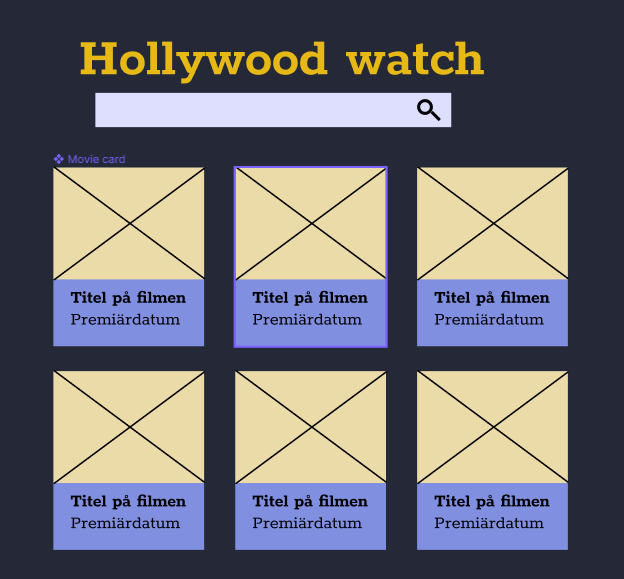 Hollywood watch
Movie card
Titel på filmen
Premiärdatum
Titel på filmen
Premiärdatum
Titel på filmen
Premiärdatum
Titel på filmen
Premiärdatum
Titel på filmen
Premiärdatum
Titel på filmen
Premiärdatum